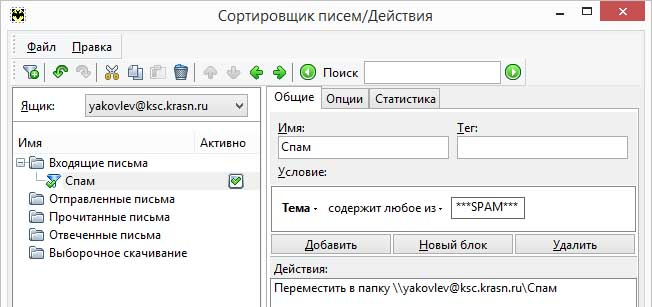 Сортировщик писем/Действия
Файл Правка
Поиск
Ящик: yakovlev@ksc.krasn.ru
Имя Активно
Входящие письма
Спам
Отправленные письма
Прочитанные письма
Отвеченные письма
Выборочное скачивание
Общие Опции Статистика
Имя: Тег:
Спам
Условие:
Тема содержит любое из ***SPAM***
Добавить Новый блок Удалить
Действия:
Переместить в папку \\yakovlev@ksc.krasn.ru\Спам